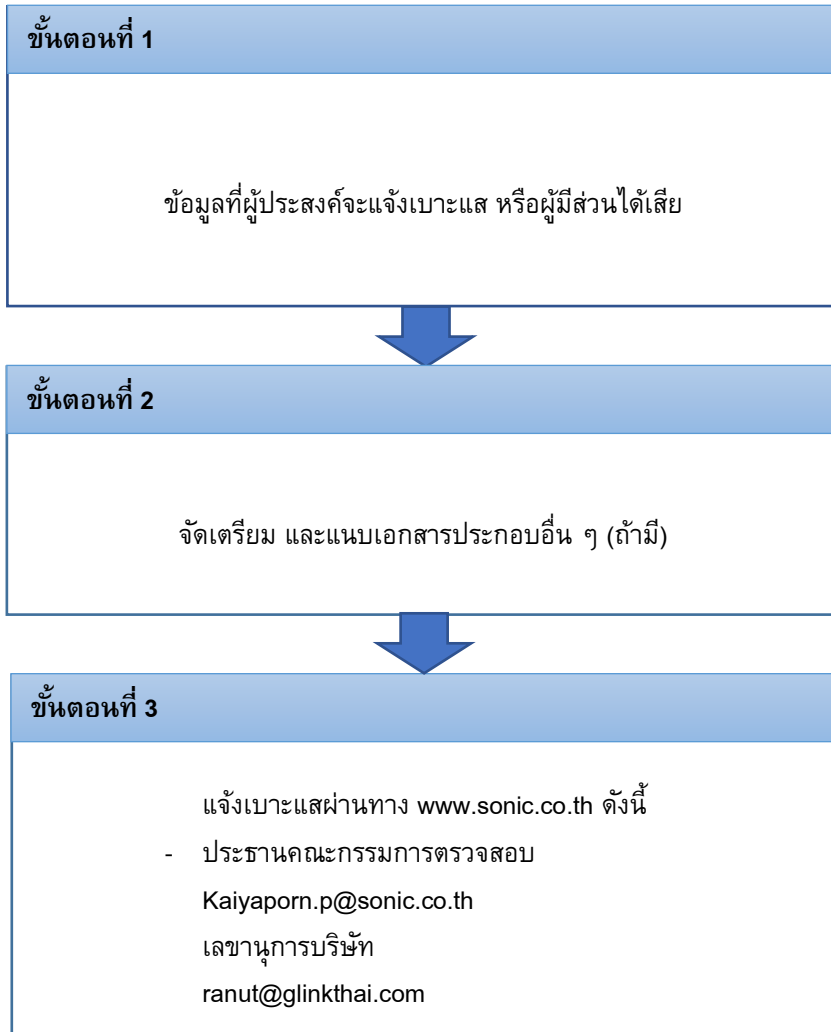 ขั้นตอนที่ 1
ข้อมูลที่ผู้ประสงค์จะแจ้งเบาะแส หรือผู้มีส่วนได้เสีย
ขั้นตอนที่ 2
จัดเตรียม และแนบเอกสารประกอบอื่น ๆ (ถ้ามี)
ขั้นตอนที่ 3
แจ้งเบาะแสผ่านทาง www.sonic.co.th ดังนี้
- ประธานคณะกรรมการตรวจสอบ
Kaiyaporn.p@sonic.co.th
เลขานุการบริษัท
ranut@glinkthai.com